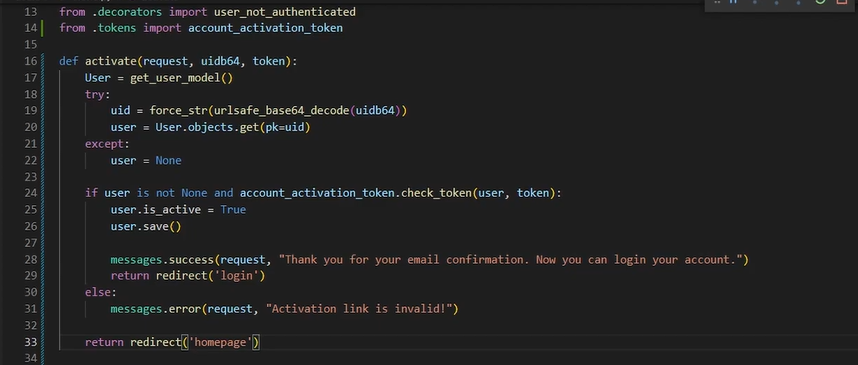 13 from .decorators import user_not_authenticated
14 from .tokens import account_activation_token
15
16 def activate(request, uidb64, token):
17     User = get_user_model()
18     try:
19         uid = force_str(urlsafe_base64_decode(uidb64))
20         user = User.objects.get(pk=uid)
21     except:
22         user = None
23
24     if user is not None and account_activation_token.check_token(user, token):
25         user.is_active = True
26         user.save()
27
28         messages.success(request, "Thank you for your email confirmation. Now you can login your account.")
29         return redirect('login')
30     else:
31         messages.error(request, "Activation link is invalid!")
32
33     return redirect('homepage')
34